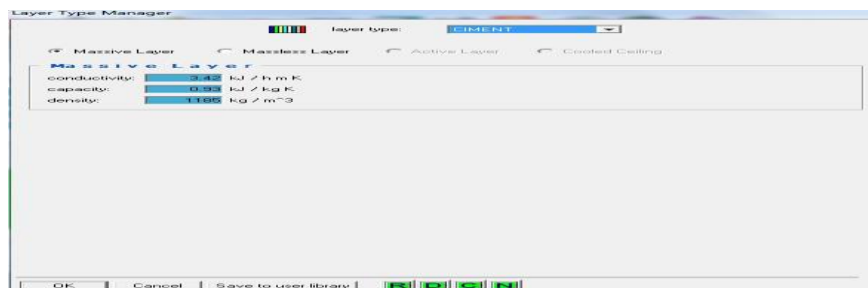 Layer Type Manager
layer type: CIMENT
Massive Layer Massless Layer Active Layer Cooled Ceiling
Massive Layer
conductivity: 3.42 kJ / h m K
capacity: 0.93 kJ / kg K
density: 1185 kg / m^3
OK Cancel Save to user library R D C N